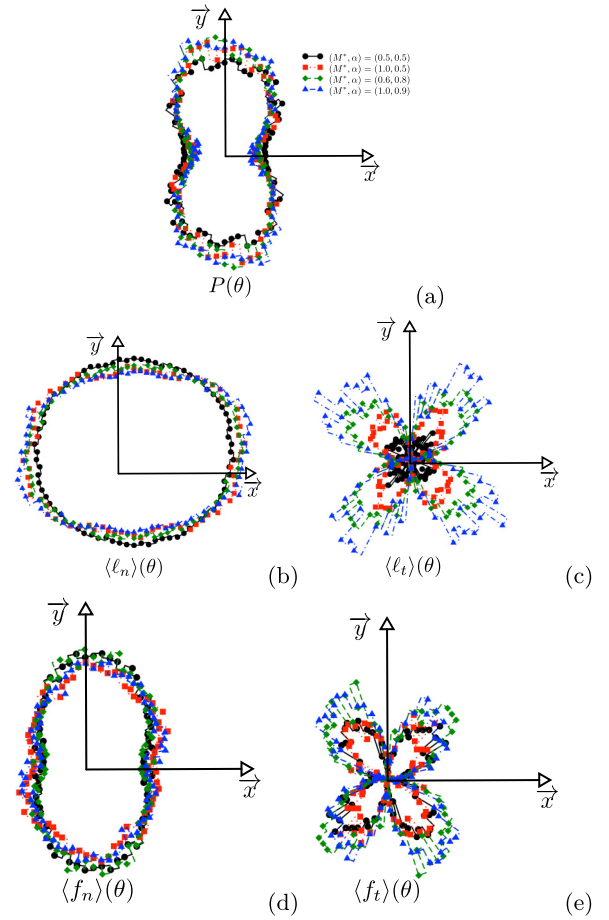 y
(M*, α) = (0.5, 0.5)
(M*, α) = (1.0, 0.5)
(M*, α) = (0.6, 0.8)
(M*, α) = (1.0, 0.9)
x
P(θ)
(a)
y
x
⟨ℓn⟩(θ)
(b)
y
x
⟨ℓt⟩(θ)
(c)
y
x
⟨fn⟩(θ)
(d)
y
x
⟨ft⟩(θ)
(e)